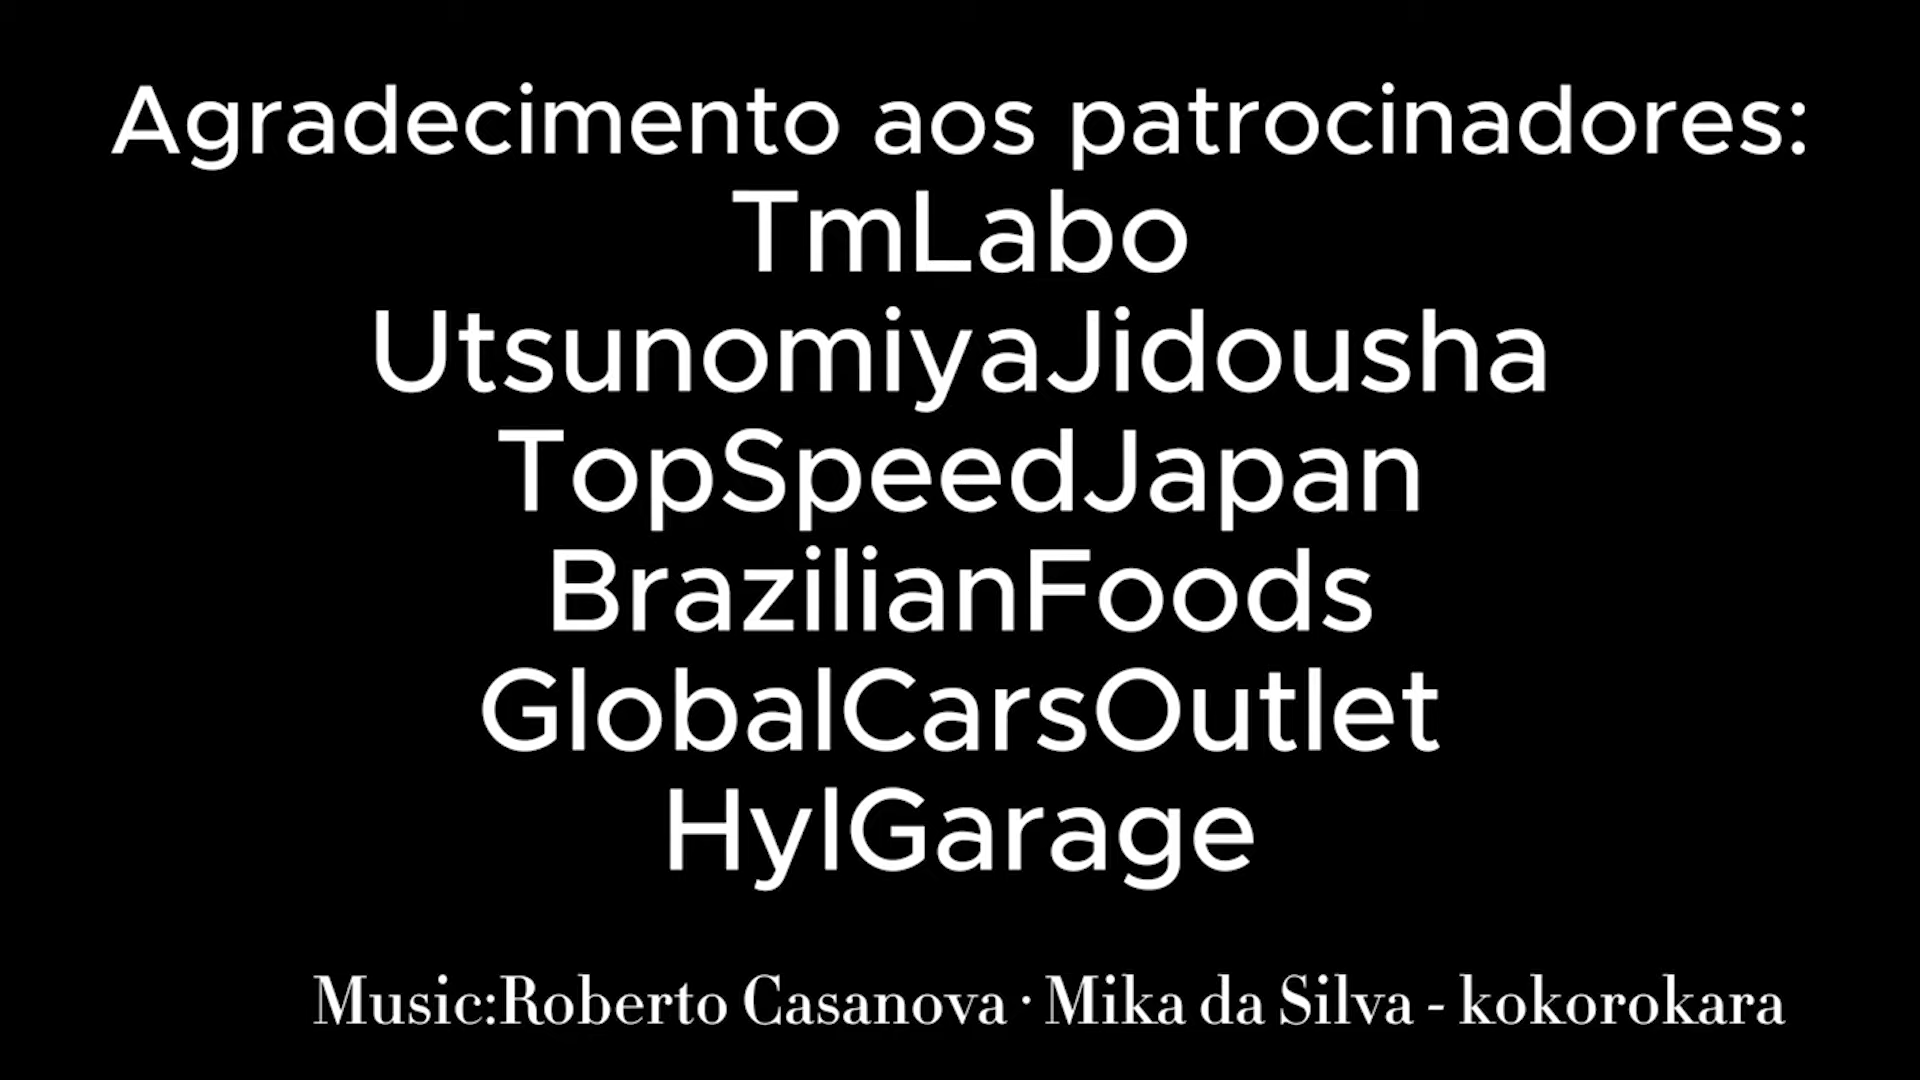 Agradecimento aos patrocinadores:
TmLabo
UtsunomiyaJidousha
TopSpeedJapan
BrazilianFoods
GlobalCarsOutlet
HylGarage
Music:Roberto Casanova · Mika da Silva - kokorokara